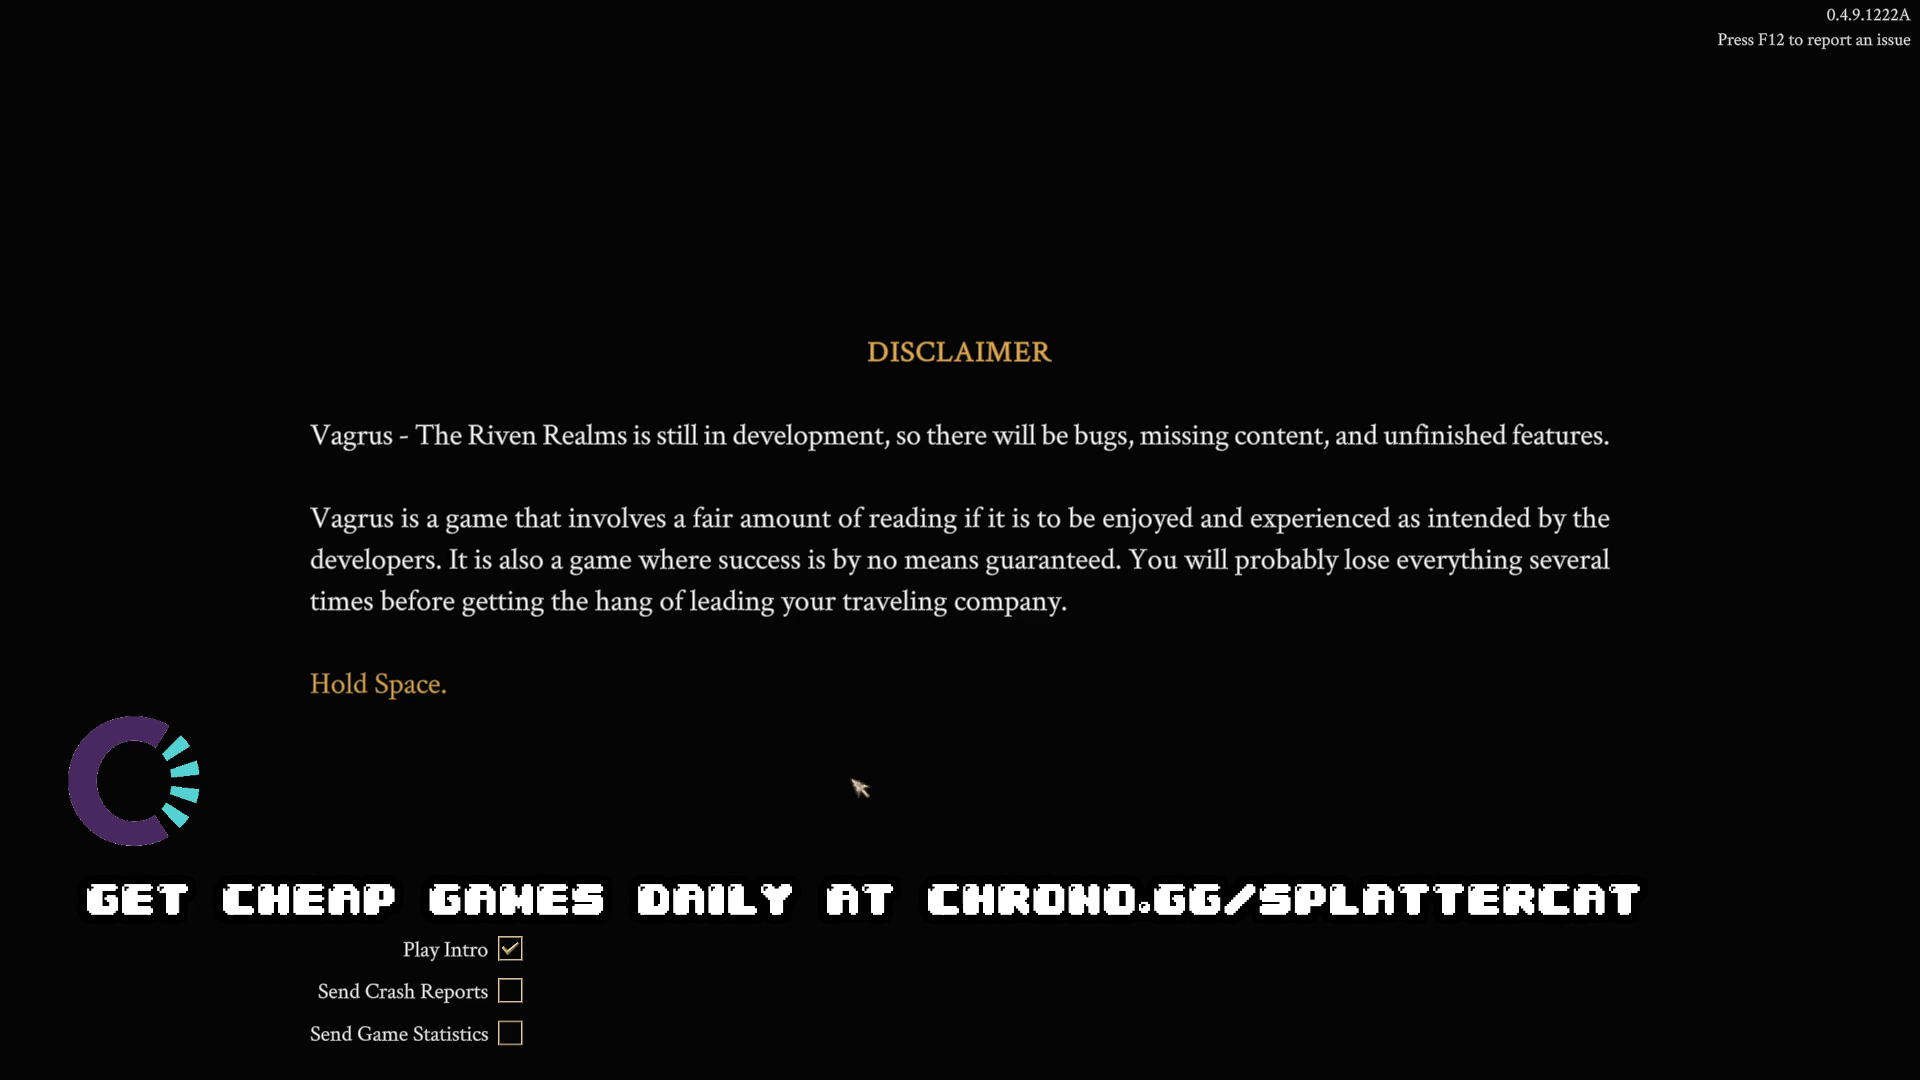 0.4.9.1222A
Press F12 to report an issue
DISCLAIMER
Vagrus - The Riven Realms is still in development, so there will be bugs, missing content, and unfinished features.
Vagrus is a game that involves a fair amount of reading if it is to be enjoyed and experienced as intended by the
developers. It is also a game where success is by no means guaranteed. You will probably lose everything several
times before getting the hang of leading your traveling company.
Hold Space.
GET CHEAP GAMES DAILY AT CHRONO.GG/SPLATTERCAT
Play Intro
Send Crash Reports
Send Game Statistics